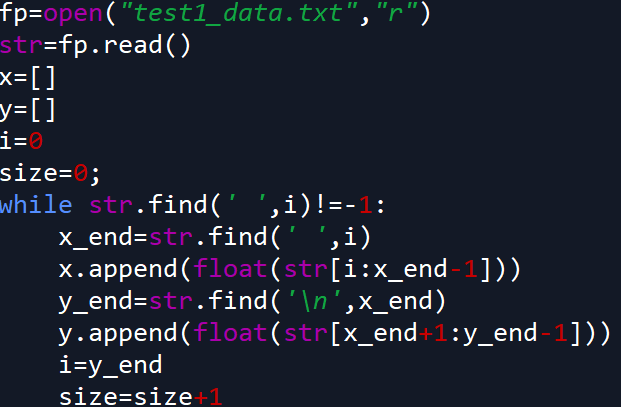 fp=open("test1_data.txt","r")
str=fp.read()
x=[]
y=[]
i=0
size=0;
while str.find(' ',i)!=-1:
    x_end=str.find(' ',i)
    x.append(float(str[i:x_end-1]))
    y_end=str.find('\n',x_end)
    y.append(float(str[x_end+1:y_end-1]))
    i=y_end
    size=size+1